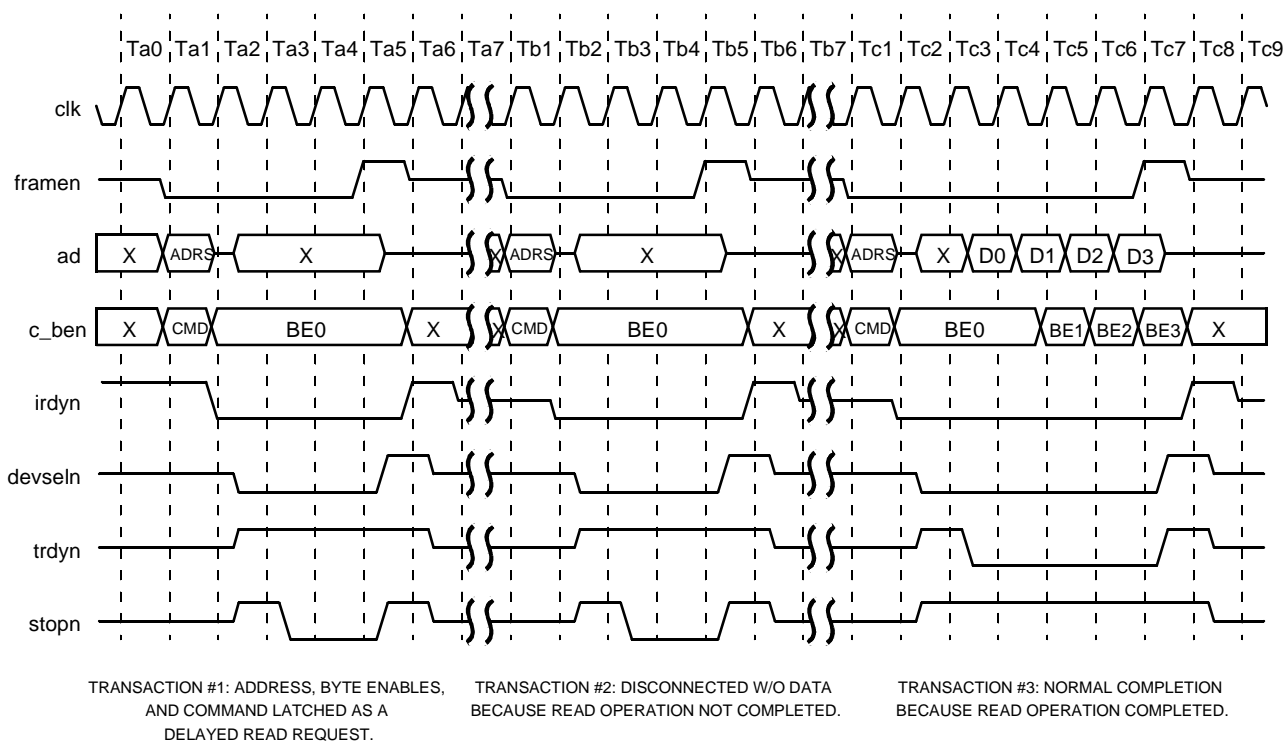 Ta0 Ta1 Ta2 Ta3 Ta4 Ta5 Ta6 Ta7 Tb1 Tb2 Tb3 Tb4 Tb5 Tb6 Tb7 Tc1 Tc2 Tc3 Tc4 Tc5 Tc6 Tc7 Tc8 Tc9
clk
framen
ad X ADRS X X ADRS X X ADRS X D0 D1 D2 D3
c_ben X CMD BE0 X X CMD BE0 X X CMD BE0 BE1 BE2 BE3 X
irdyn
devseln
trdyn
stopn
TRANSACTION #1: ADDRESS, BYTE ENABLES,
AND COMMAND LATCHED AS A
DELAYED READ REQUEST.
TRANSACTION #2: DISCONNECTED W/O DATA
BECAUSE READ OPERATION NOT COMPLETED.
TRANSACTION #3: NORMAL COMPLETION
BECAUSE READ OPERATION COMPLETED.